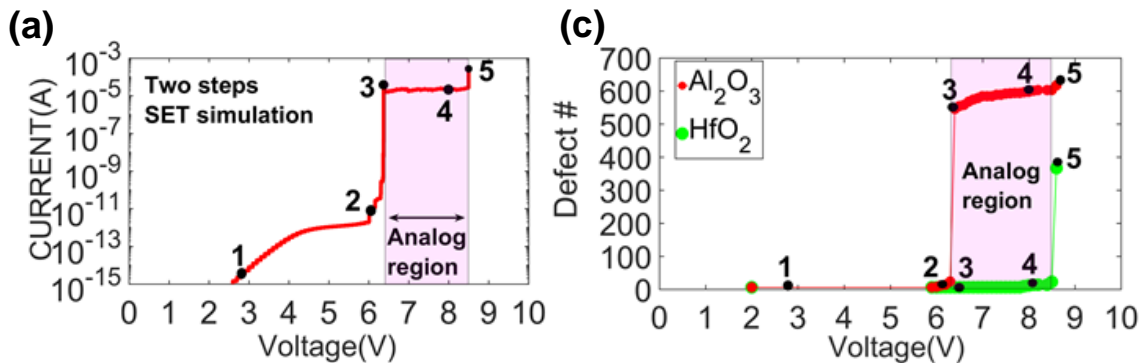 (a)
CURRENT(A)
10⁻³
10⁻⁵
10⁻⁷
10⁻⁹
10⁻¹¹
10⁻¹³
10⁻¹⁵
Two steps
SET simulation
1
2
3
4
5
Analog
region
0 1 2 3 4 5 6 7 8 9 10
Voltage(V)
(c)
Defect #
700
600
500
400
300
200
100
0
Al₂O₃
HfO₂
1
2
3
4
5
3
4
5
Analog
region
0 1 2 3 4 5 6 7 8 9 10
Voltage(V)